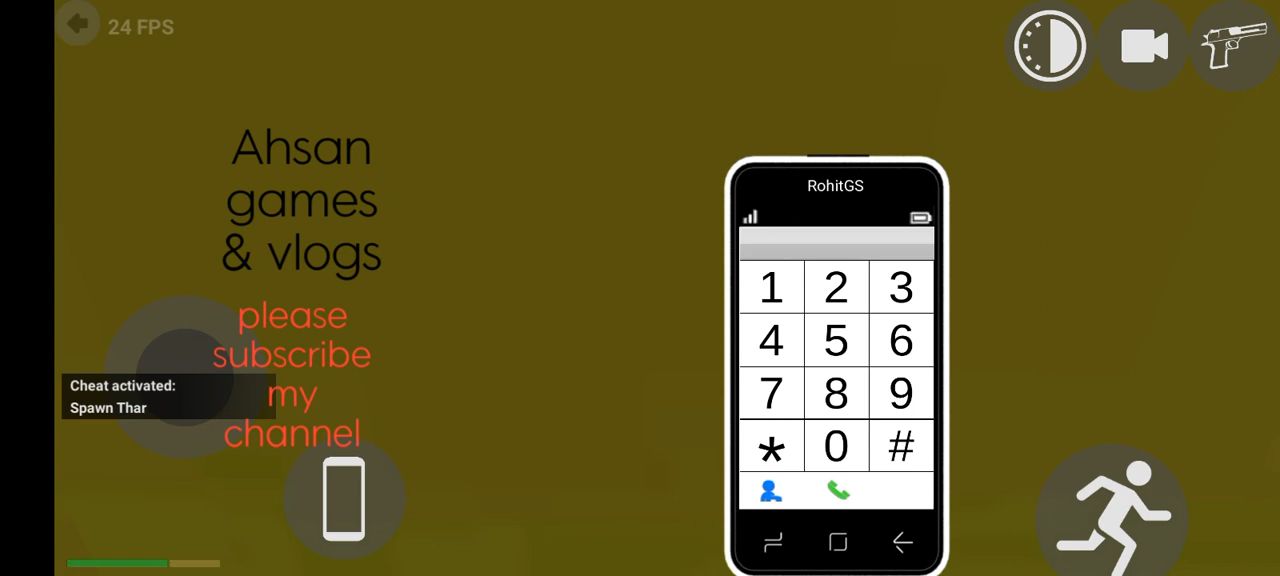 24 FPS
Ahsan
games
& vlogs
please
subscribe
my
channel
Cheat activated:
Spawn Thar
RohitGS
1 2 3
4 5 6
7 8 9
* 0 #